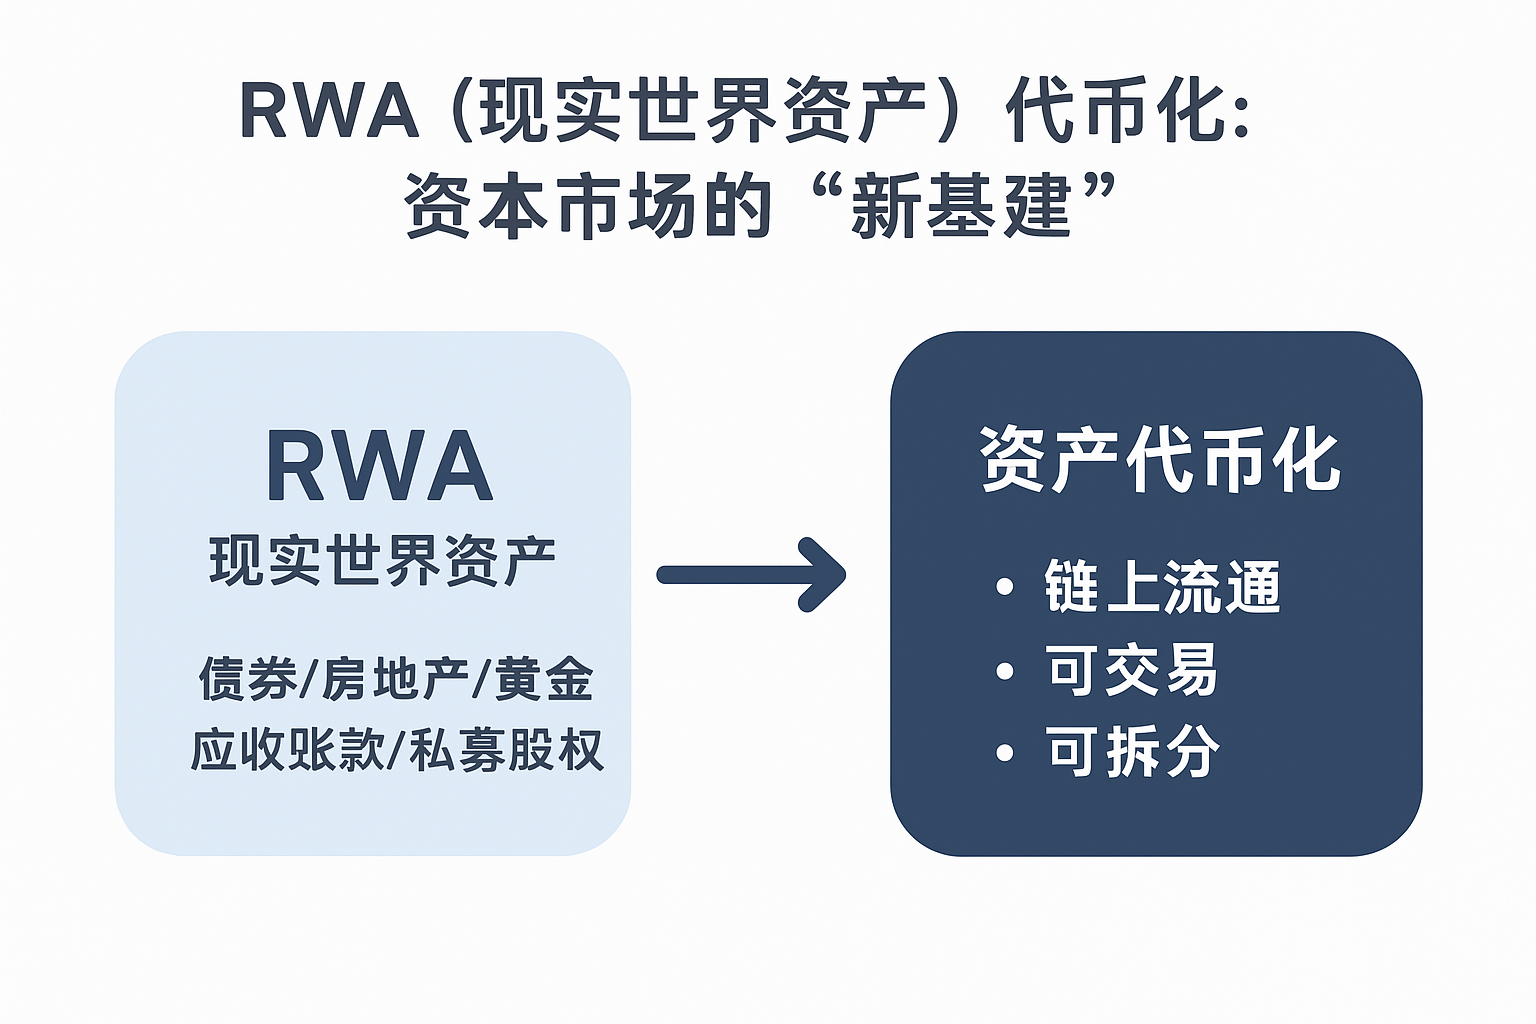 RWA（现实世界资产）代币化:
资本市场的“新基建”
RWA
现实世界资产
债券/房地产/黄金
应收账款/私募股权
资产代币化
• 链上流通
• 可交易
• 可拆分